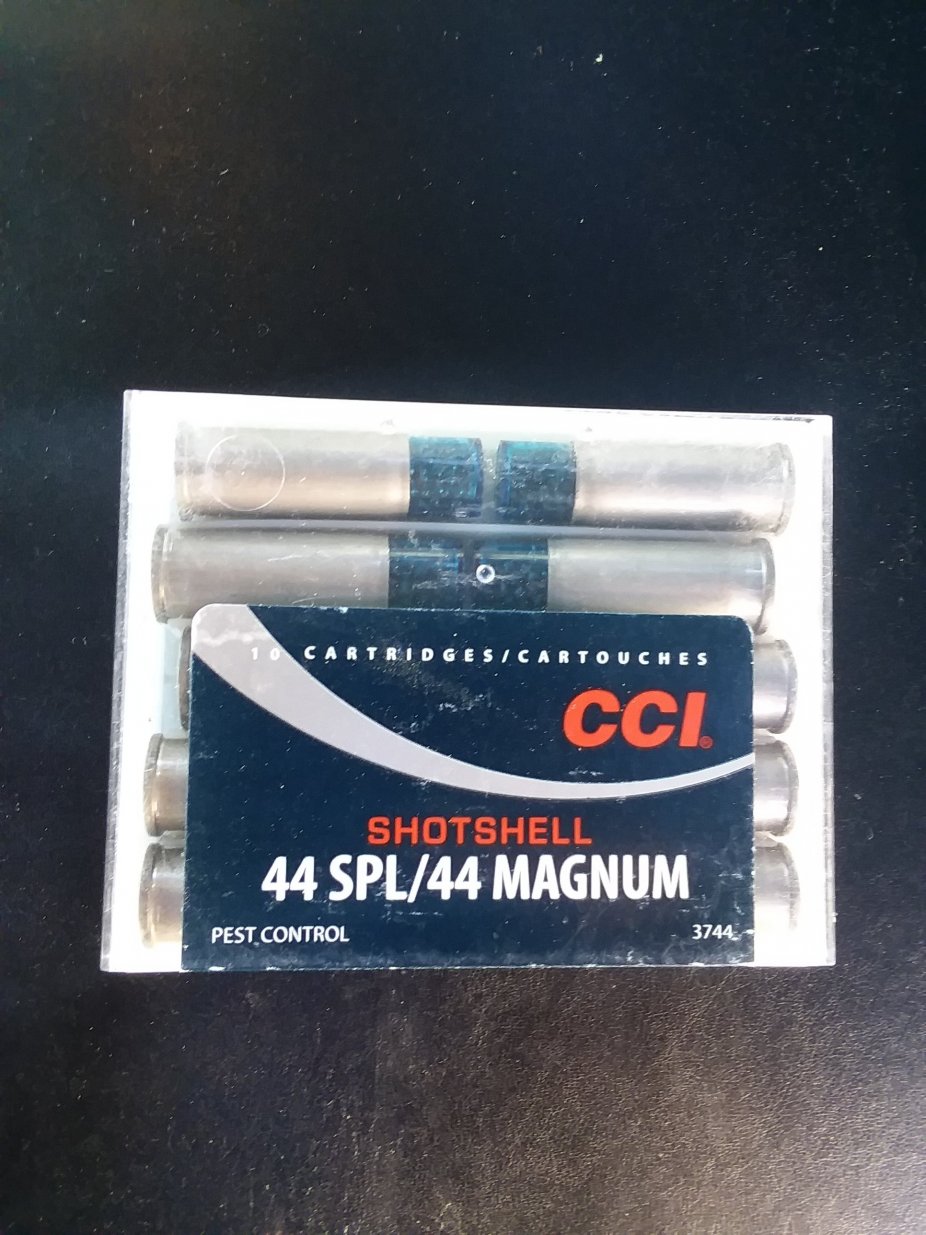 10 CARTRIDGES/CARTOUCHES
CCI®
SHOTSHELL
44 SPL/44 MAGNUM
PEST CONTROL 3744